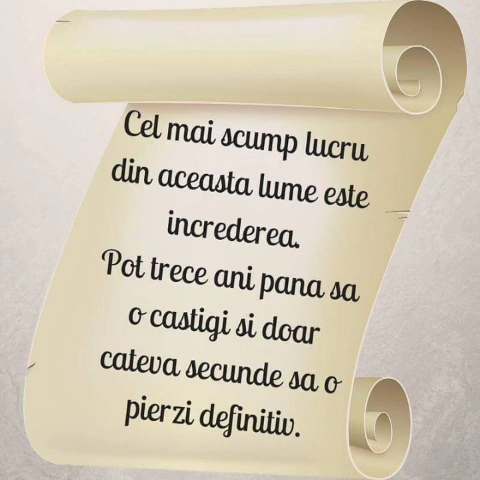 Cel mai scump lucru
din aceasta lume este
increderea.
Pot trece ani pana sa
o castigi si doar
cateva secunde sa o
pierzi definitiv.